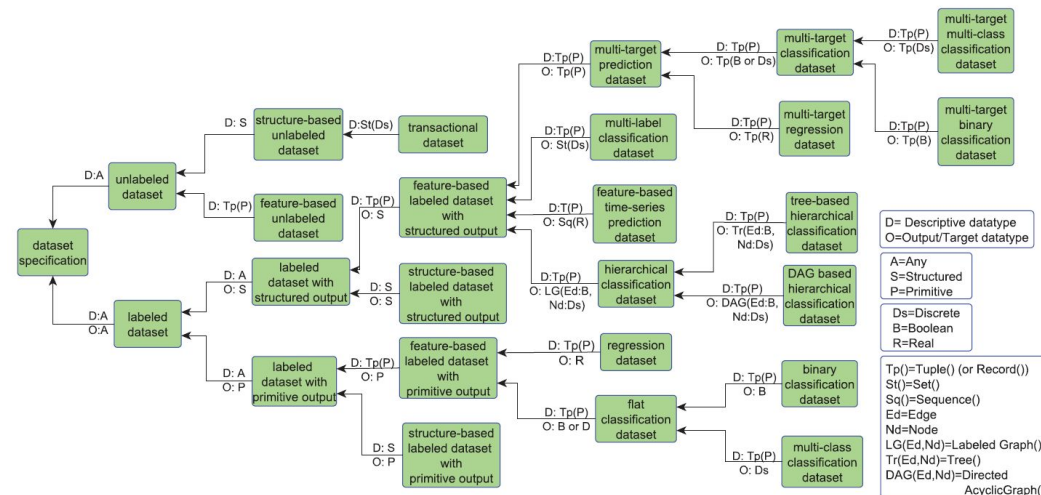 dataset
specification
D:A
unlabeled
dataset
D: S
structure-based
unlabeled
dataset
D:St(Ds)
transactional
dataset
D: Tp(P)
feature-based
unlabeled
dataset
D:A
O:A
labeled
dataset
D: A
O: S
labeled
dataset with
structured output
D: Tp(P)
O: S
feature-based
labeled dataset
with
structured output
D:Tp(P)
O: Tp(P)
multi-target
prediction
dataset
D: Tp(P)
O: Tp(B or Ds)
multi-target
classification
dataset
D:Tp(P)
O: Tp(Ds)
multi-target
multi-class
classification
dataset
D:Tp(P)
O: Tp(B)
multi-target
binary
classification
dataset
D:Tp(P)
O: Tp(R)
multi-target
regression
dataset
D:Tp(P)
O: St(Ds)
multi-label
classification
dataset
D:T(P)
O: Sq(R)
feature-based
time-series
prediction
dataset
D:Tp(P)
O: LG(Ed:B,
Nd:Ds)
hierarchical
classification
dataset
D: Tp(P)
O: Tr(Ed:B,
Nd:Ds)
tree-based
hierarchical
classification
dataset
D:Tp(P)
O: DAG(Ed:B,
Nd:Ds)
DAG based
hierarchical
classification
dataset
D: S
O: S
structure-based
labeled dataset
with
structured output
D: A
O: P
labeled
dataset with
primitive output
D: Tp(P)
O: P
feature-based
labeled dataset
with
primitive output
D: Tp(P)
O: R
regression
dataset
D: Tp(P)
O: B or D
flat
classification
dataset
D: Tp(P)
O: B
binary
classification
dataset
D: Tp(P)
O: Ds
multi-class
classification
dataset
D: S
O: P
structure-based
labeled dataset
with
primitive output
D= Descriptive datatype
O=Output/Target datatype
A=Any
S=Structured
P=Primitive
Ds=Discrete
B=Boolean
R=Real
Tp()=Tuple() (or Record())
St()=Set()
Sq()=Sequence()
Ed=Edge
Nd=Node
LG(Ed,Nd)=Labeled Graph()
Tr(Ed,Nd)=Tree()
DAG(Ed,Nd)=Directed
AcyclicGraph(